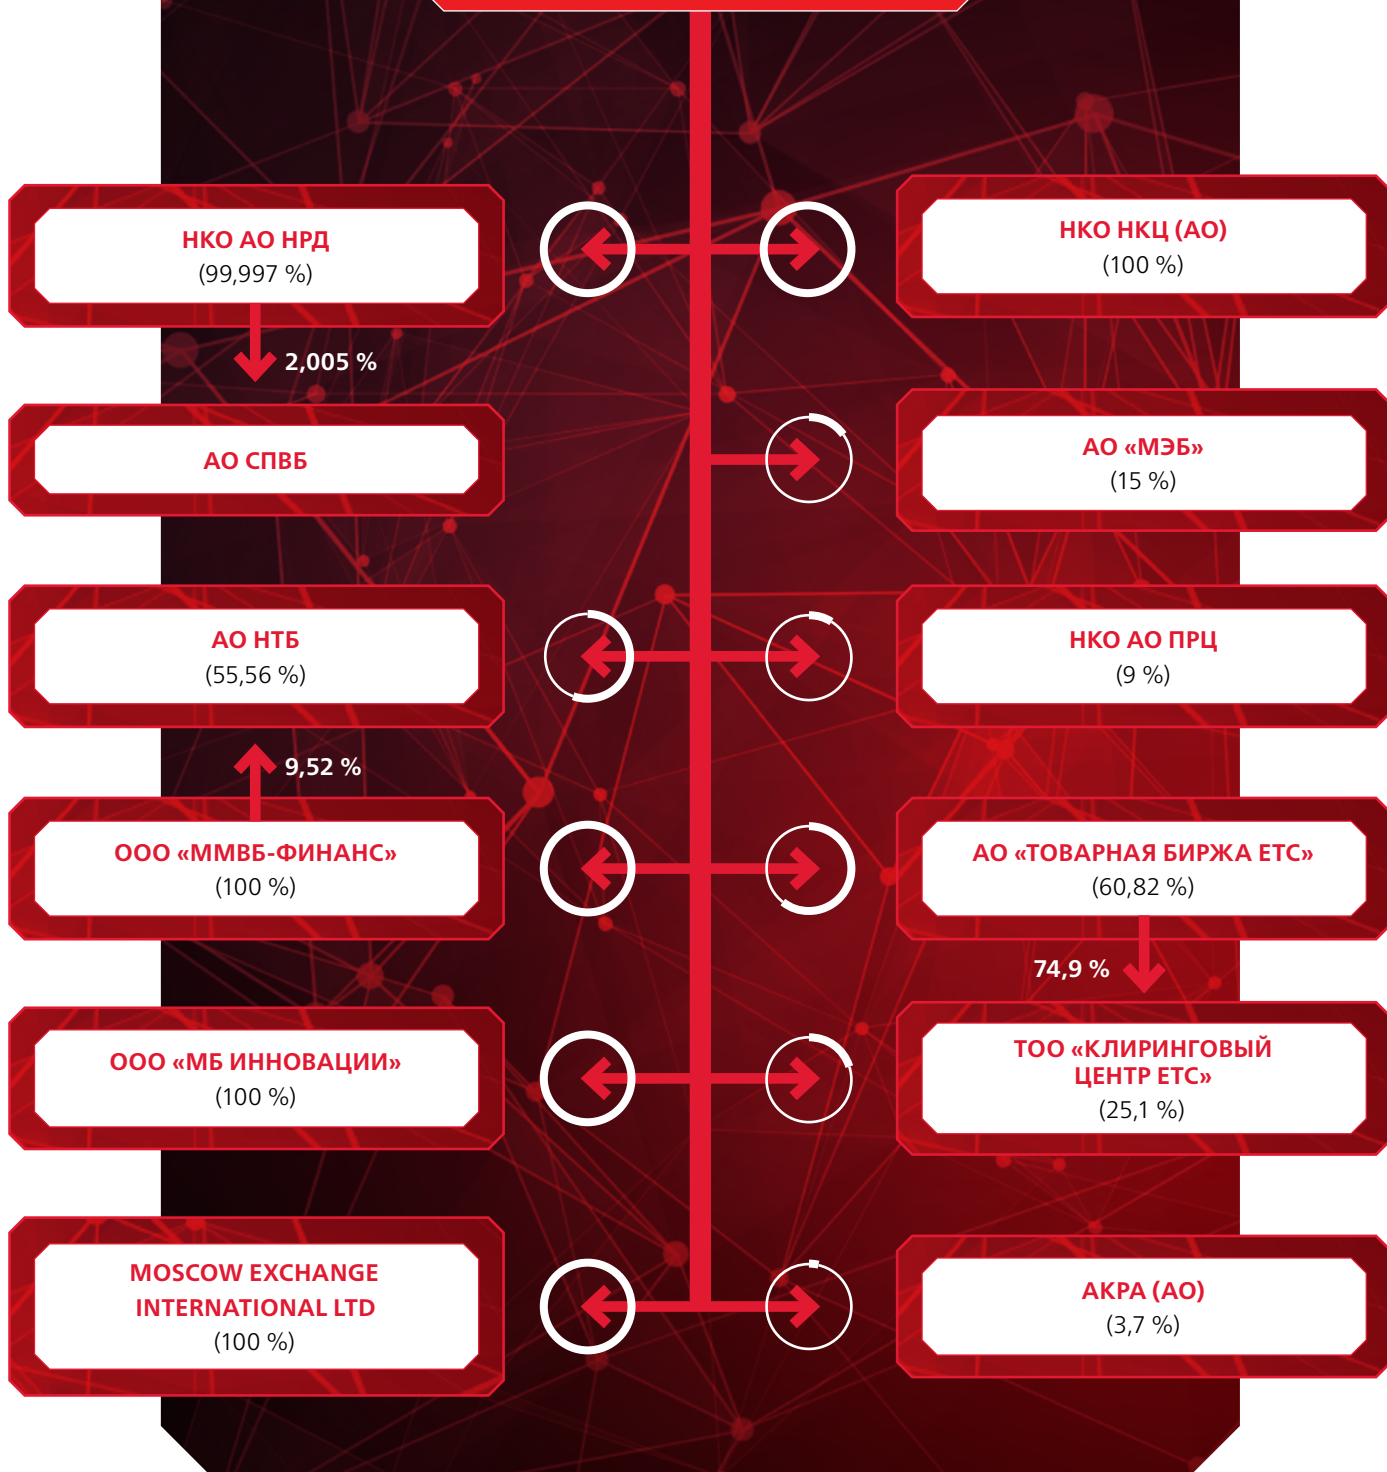 НКО АО НРД
(99,997 %)
2,005 %
АО СПВБ
АО НТБ
(55,56 %)
9,52 %
ООО «ММВБ-ФИНАНС»
(100 %)
ООО «МБ ИННОВАЦИИ»
(100 %)
MOSCOW EXCHANGE
INTERNATIONAL LTD
(100 %)
НКО НКЦ (АО)
(100 %)
АО «МЭБ»
(15 %)
НКО АО ПРЦ
(9 %)
АО «ТОВАРНАЯ БИРЖА ЕТС»
(60,82 %)
74,9 %
ТОО «КЛИРИНГОВЫЙ
ЦЕНТР ЕТС»
(25,1 %)
АКРА (АО)
(3,7 %)